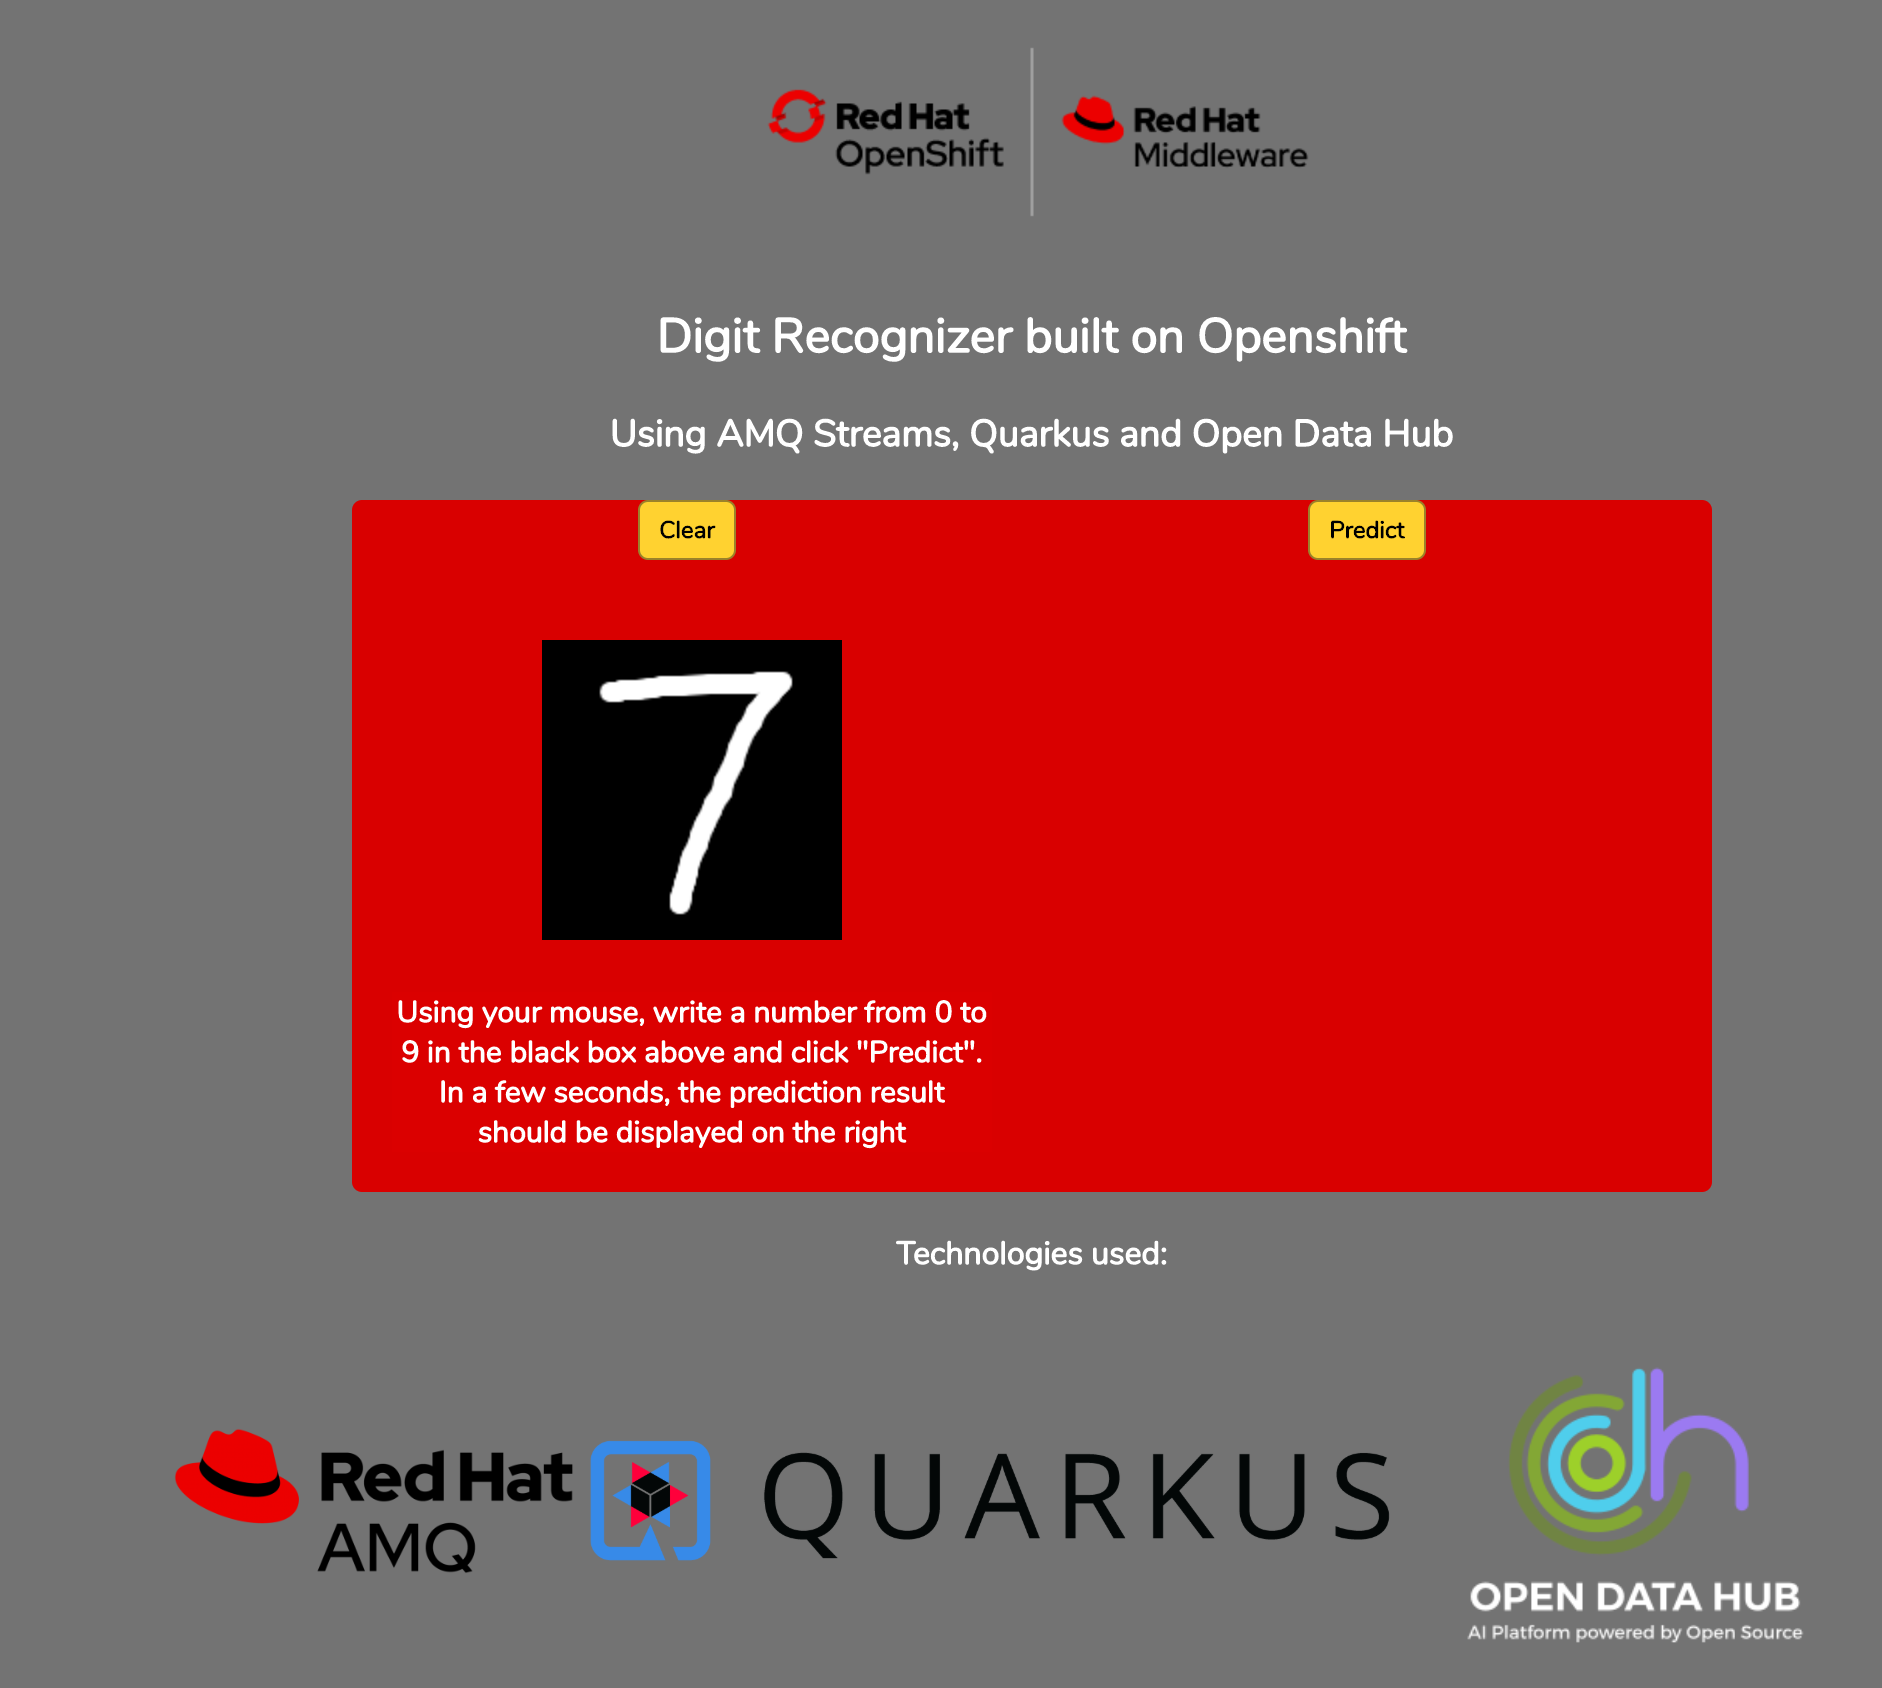 Red Hat
OpenShift
Red Hat
Middleware
Digit Recognizer built on Openshift
Using AMQ Streams, Quarkus and Open Data Hub
Clear
Predict
7
Using your mouse, write a number from 0 to
9 in the black box above and click "Predict".
In a few seconds, the prediction result
should be displayed on the right
Technologies used:
Red Hat
AMQ
QUARKUS
odh
OPEN DATA HUB
AI Platform powered by Open Source